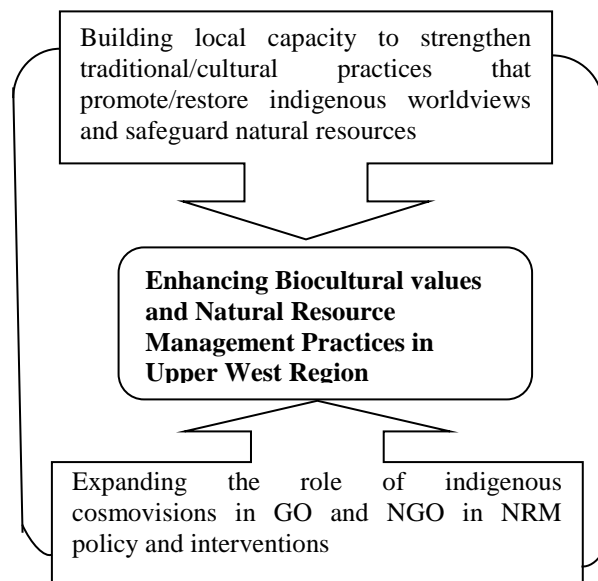 Building local capacity to strengthen
traditional/cultural practices that
promote/restore indigenous worldviews
and safeguard natural resources
Enhancing Biocultural values
and Natural Resource
Management Practices in
Upper West Region
Expanding the role of indigenous
cosmovisions in GO and NGO in NRM
policy and interventions